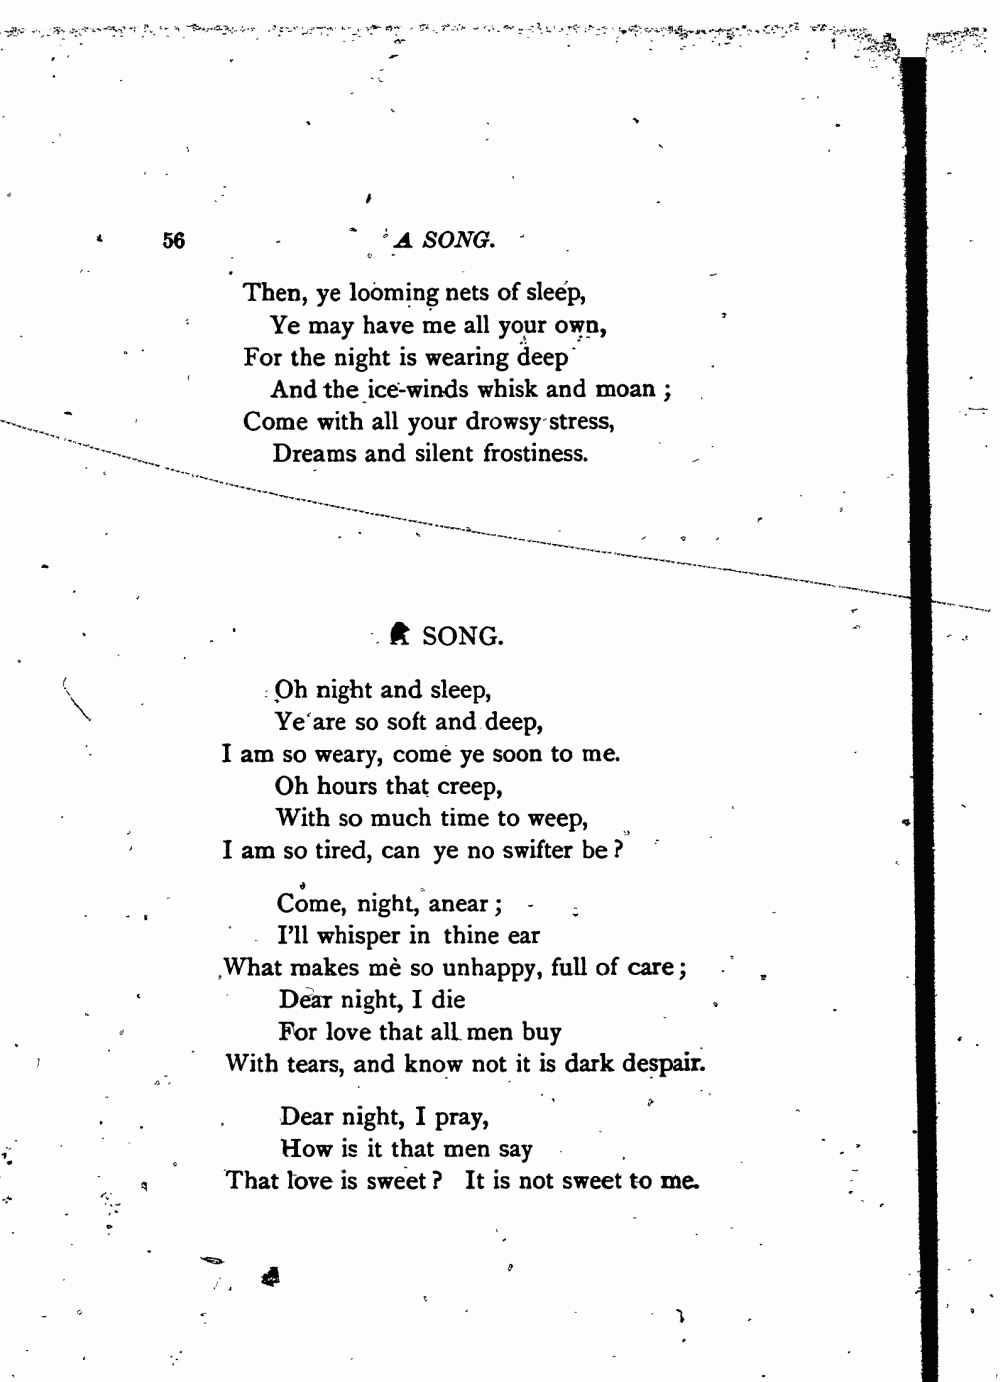 56 A SONG.
Then, ye looming nets of sleep,
Ye may have me all your own,
For the night is wearing deep
And the ice-winds whisk and moan ;
Come with all your drowsy stress,
Dreams and silent frostiness.
A SONG.
Oh night and sleep,
Ye are so soft and deep,
I am so weary, come ye soon to me.
Oh hours that creep,
With so much time to weep,
I am so tired, can ye no swifter be ?
Come, night, anear ;
I'll whisper in thine ear
What makes me so unhappy, full of care ;
Dear night, I die
For love that all men buy
With tears, and know not it is dark despair.
Dear night, I pray,
How is it that men say
That love is sweet ? It is not sweet to me.